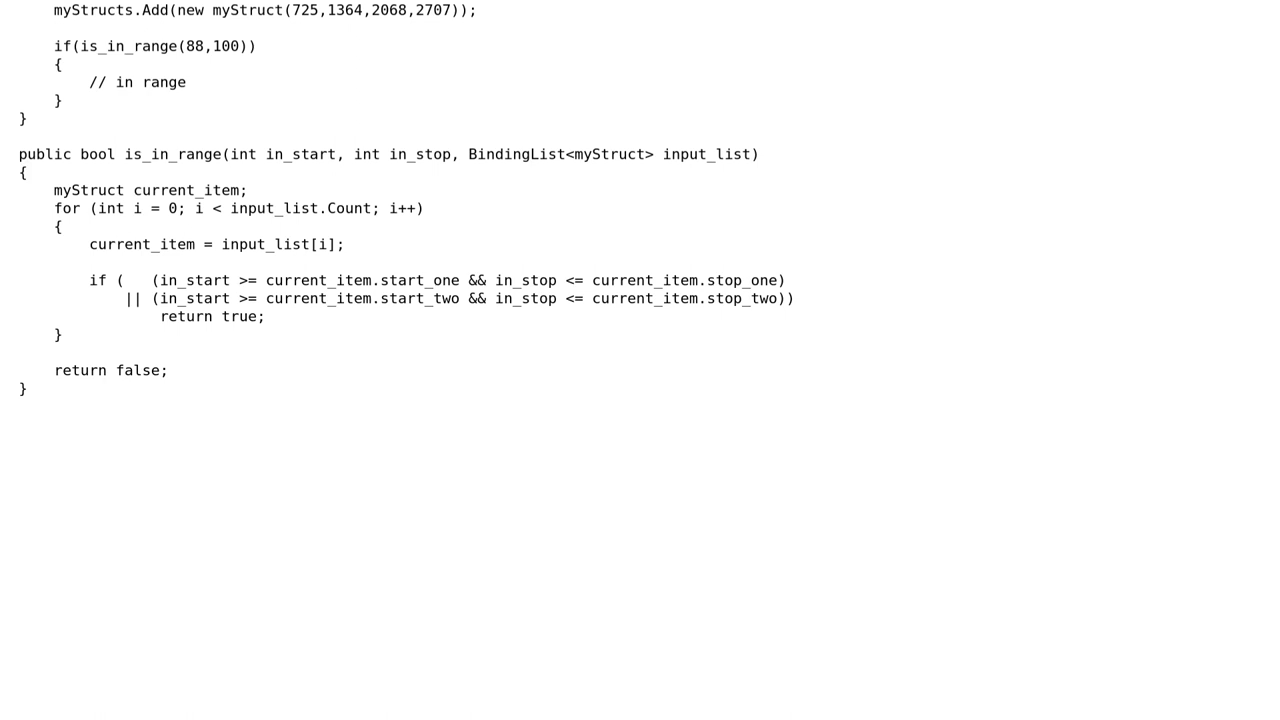 myStructs.Add(new myStruct(725,1364,2068,2707));
if(is_in_range(88,100))
{
// in range
}
}
public bool is_in_range(int in_start, int in_stop, BindingList<myStruct> input_list)
{
myStruct current_item;
for (int i = 0; i < input_list.Count; i++)
{
current_item = input_list[i];
if (   (in_start >= current_item.start_one && in_stop <= current_item.stop_one)
|| (in_start >= current_item.start_two && in_stop <= current_item.stop_two))
return true;
}
return false;
}